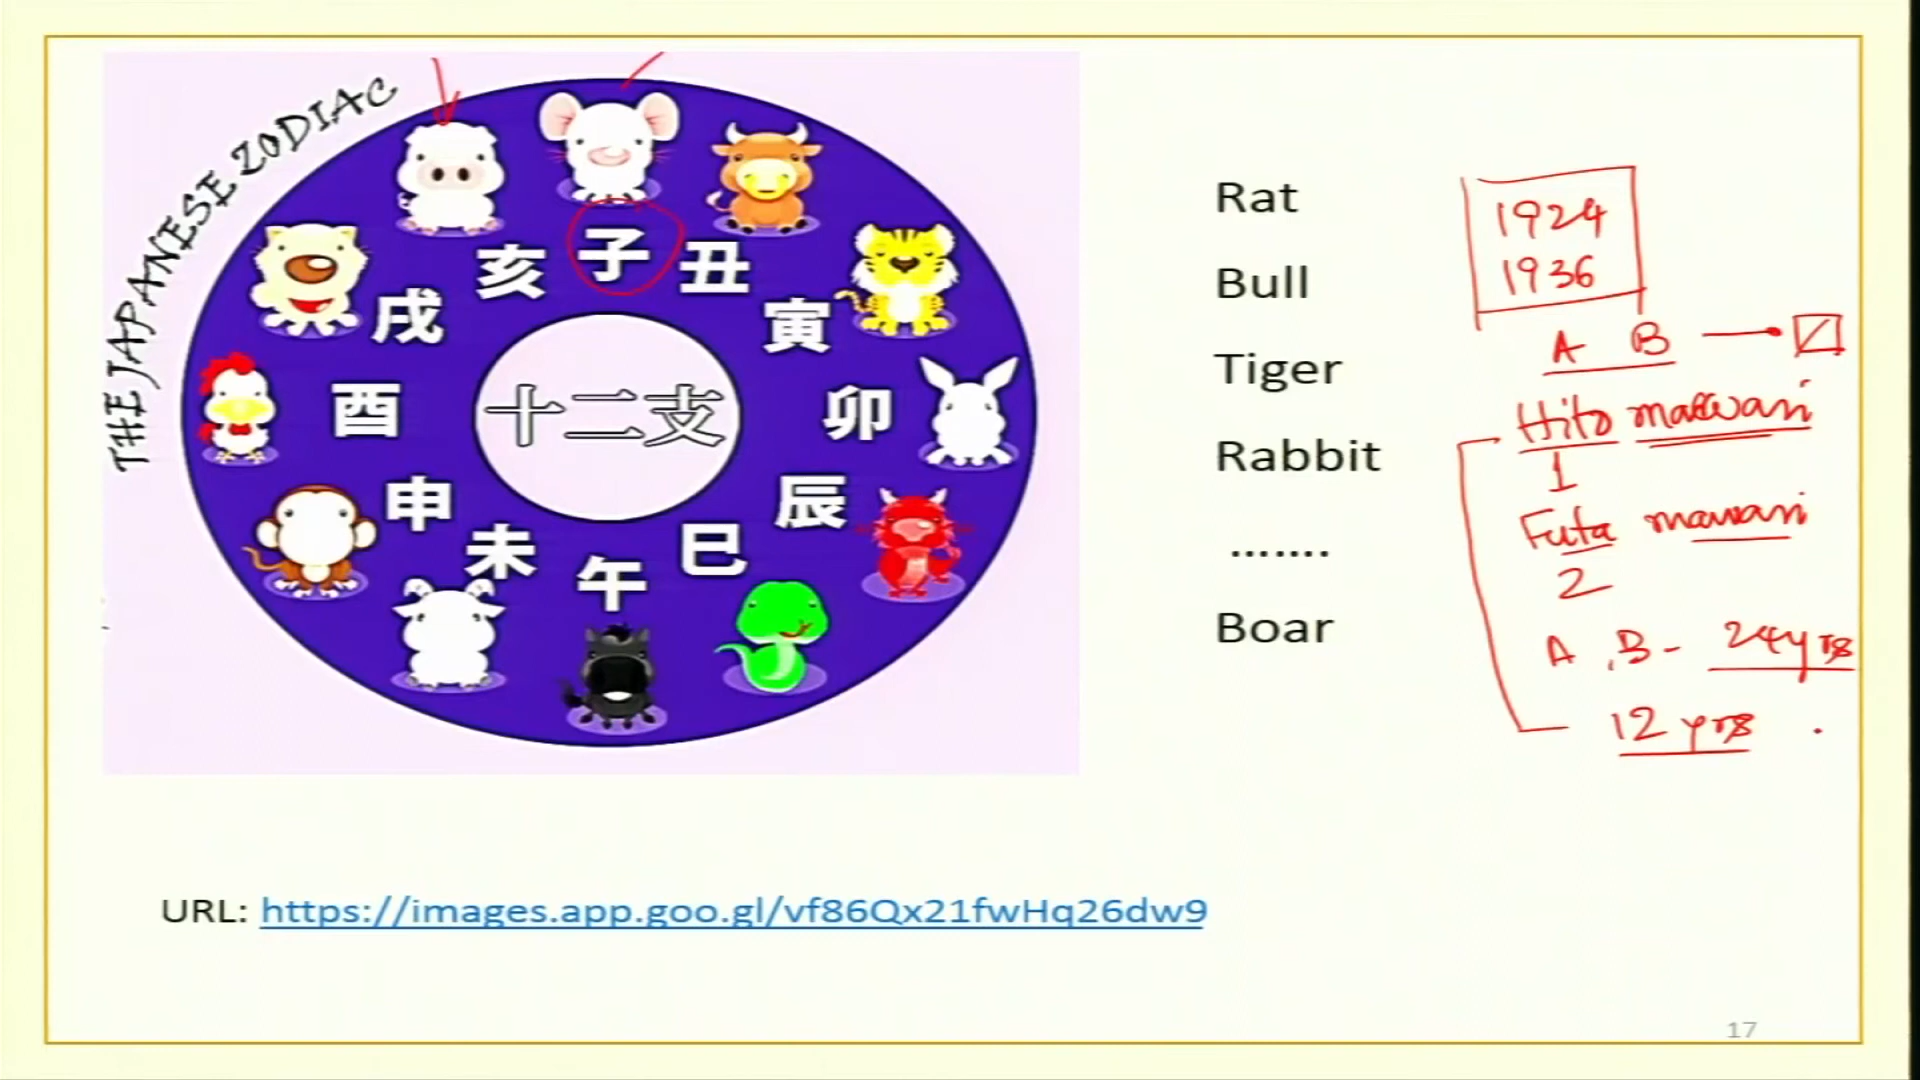 THE JAPANESE ZODIAC
子
丑
寅
卯
辰
巳
午
未
申
酉
戌
亥
十二支
Rat
Bull
Tiger
Rabbit
.......
Boar
1924
1936
A B
Hito mawari
1
Futa mawari
2
A, B - 24yrs
12 yrs .
URL: https://images.app.goo.gl/vf86Qx21fwHq26dw9
17